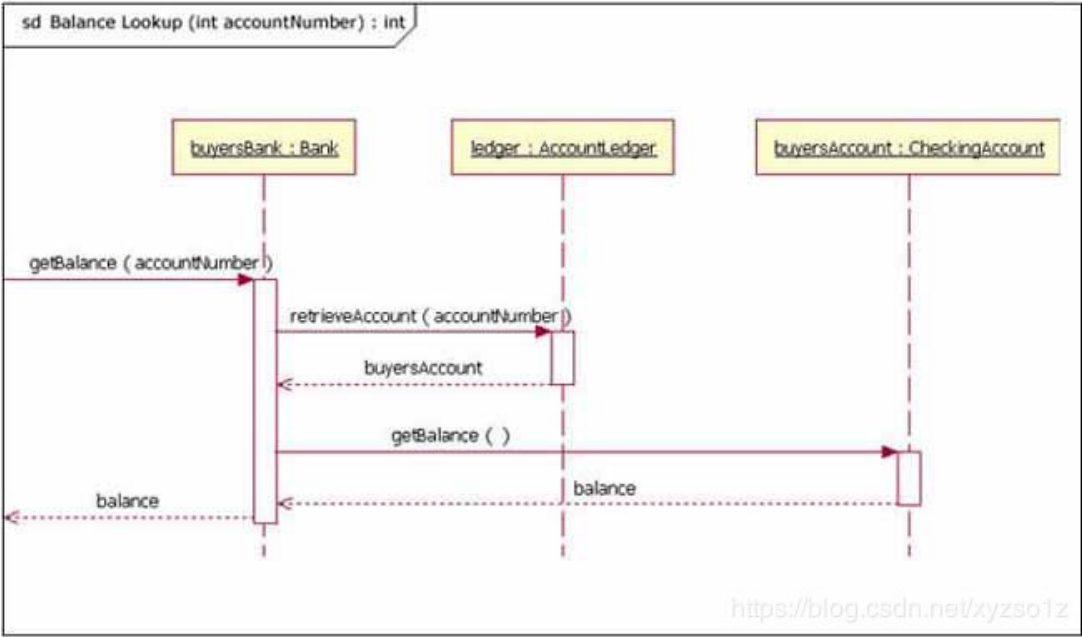 sd Balance Lookup (int accountNumber) : int
buyersBank : Bank
ledger : AccountLedger
buyersAccount : CheckingAccount
getBalance ( accountNumber )
retrieveAccount ( accountNumber )
buyersAccount
getBalance ( )
balance
balance
https://blog.csdn.net/xyzso1z